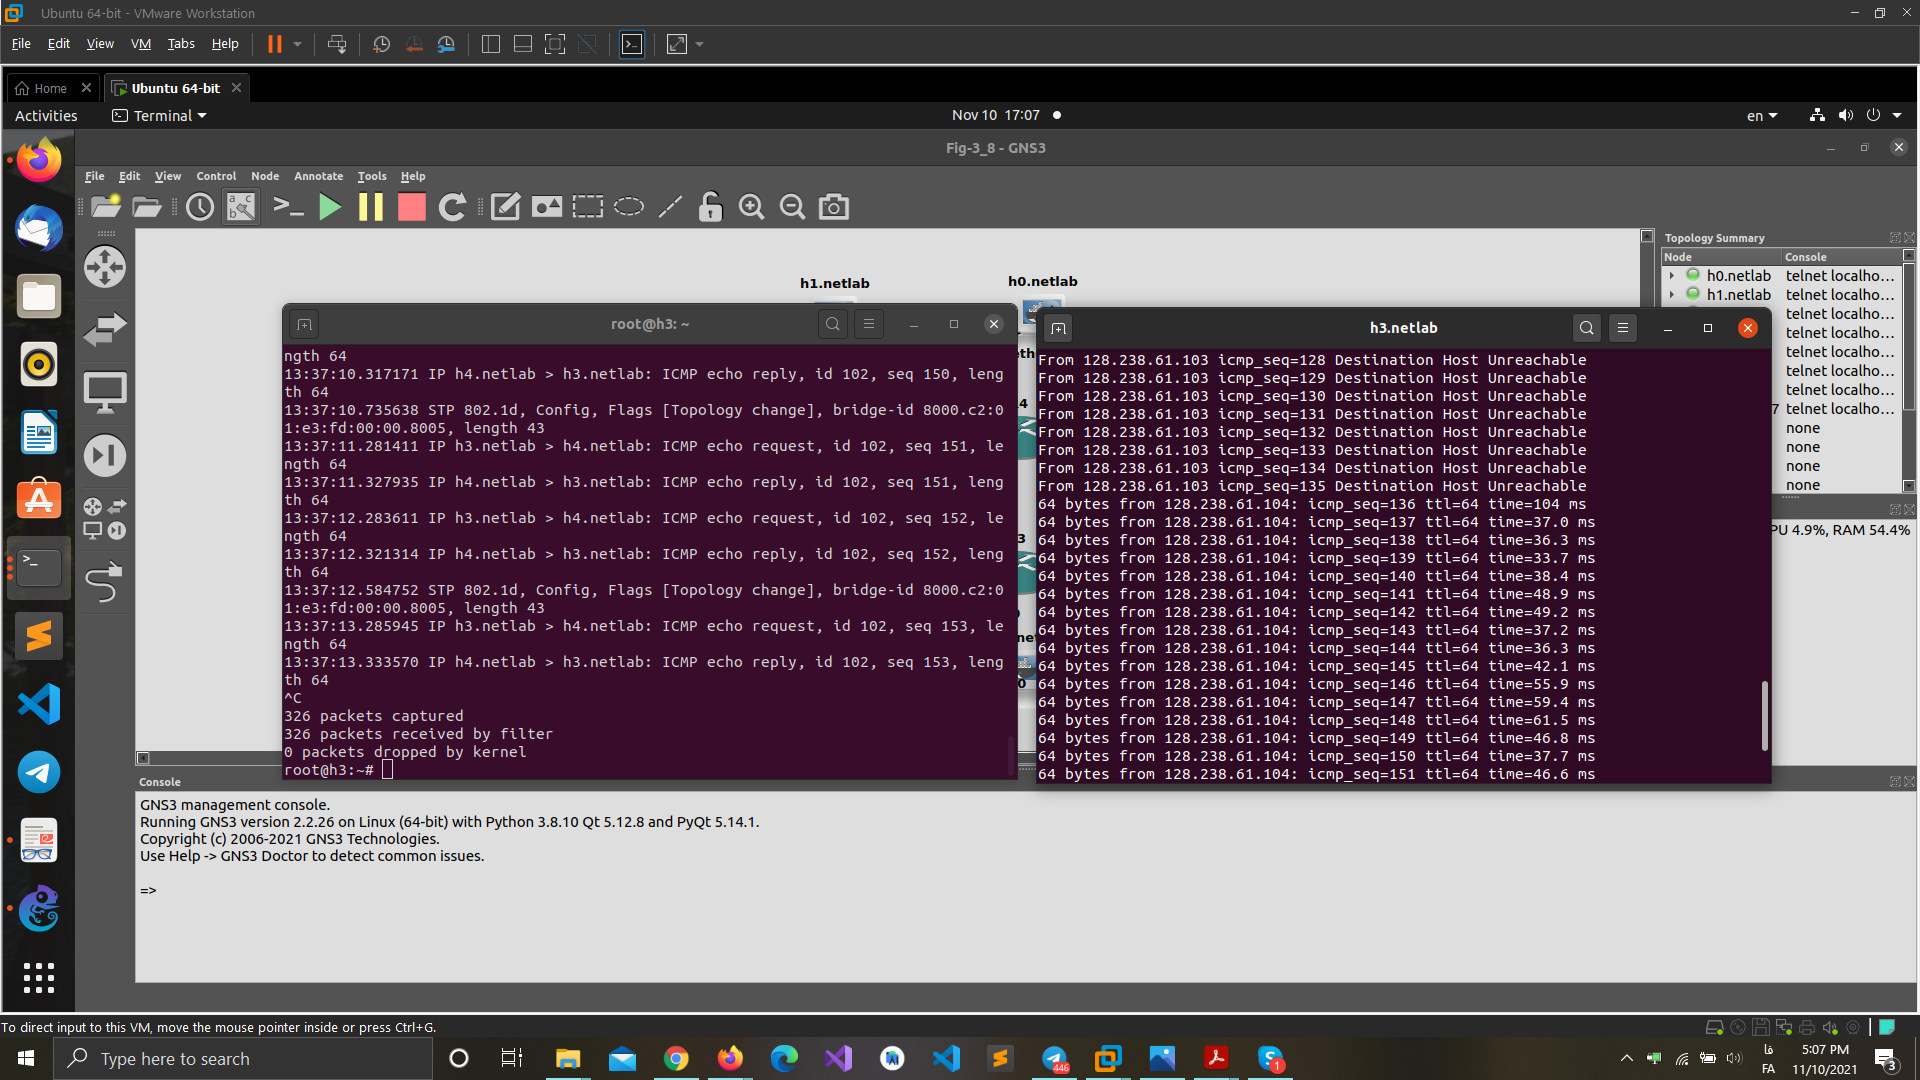 Ubuntu 64-bit - VMware Workstation
File Edit View VM Tabs Help
Home
Ubuntu 64-bit
Activities
Terminal
Nov 10 17:07
en
Fig-3_8 - GNS3
File Edit View Control Node Annotate Tools Help
h1.netlab
h0.netlab
Topology Summary
Node Console
h0.netlab telnet localho...
h1.netlab telnet localho...
telnet localho...
telnet localho...
telnet localho...
telnet localho...
telnet localho...
7 telnet localho...
none
none
none
none
PU 4.9%, RAM 54.4%
root@h3: ~
ngth 64
13:37:10.317171 IP h4.netlab > h3.netlab: ICMP echo reply, id 102, seq 150, leng
th 64
13:37:10.735638 STP 802.1d, Config, Flags [Topology change], bridge-id 8000.c2:0
1:e3:fd:00:00.8005, length 43
13:37:11.281411 IP h3.netlab > h4.netlab: ICMP echo request, id 102, seq 151, le
ngth 64
13:37:11.327935 IP h4.netlab > h3.netlab: ICMP echo reply, id 102, seq 151, leng
th 64
13:37:12.283611 IP h3.netlab > h4.netlab: ICMP echo request, id 102, seq 152, le
ngth 64
13:37:12.321314 IP h4.netlab > h3.netlab: ICMP echo reply, id 102, seq 152, leng
th 64
13:37:12.584752 STP 802.1d, Config, Flags [Topology change], bridge-id 8000.c2:0
1:e3:fd:00:00.8005, length 43
13:37:13.285945 IP h3.netlab > h4.netlab: ICMP echo request, id 102, seq 153, le
ngth 64
13:37:13.333570 IP h4.netlab > h3.netlab: ICMP echo reply, id 102, seq 153, leng
th 64
^C
326 packets captured
326 packets received by filter
0 packets dropped by kernel
root@h3:~#
eth
4
3
net
0
h3.netlab
From 128.238.61.103 icmp_seq=128 Destination Host Unreachable
From 128.238.61.103 icmp_seq=129 Destination Host Unreachable
From 128.238.61.103 icmp_seq=130 Destination Host Unreachable
From 128.238.61.103 icmp_seq=131 Destination Host Unreachable
From 128.238.61.103 icmp_seq=132 Destination Host Unreachable
From 128.238.61.103 icmp_seq=133 Destination Host Unreachable
From 128.238.61.103 icmp_seq=134 Destination Host Unreachable
From 128.238.61.103 icmp_seq=135 Destination Host Unreachable
64 bytes from 128.238.61.104: icmp_seq=136 ttl=64 time=104 ms
64 bytes from 128.238.61.104: icmp_seq=137 ttl=64 time=37.0 ms
64 bytes from 128.238.61.104: icmp_seq=138 ttl=64 time=36.3 ms
64 bytes from 128.238.61.104: icmp_seq=139 ttl=64 time=33.7 ms
64 bytes from 128.238.61.104: icmp_seq=140 ttl=64 time=38.4 ms
64 bytes from 128.238.61.104: icmp_seq=141 ttl=64 time=48.9 ms
64 bytes from 128.238.61.104: icmp_seq=142 ttl=64 time=49.2 ms
64 bytes from 128.238.61.104: icmp_seq=143 ttl=64 time=37.2 ms
64 bytes from 128.238.61.104: icmp_seq=144 ttl=64 time=36.3 ms
64 bytes from 128.238.61.104: icmp_seq=145 ttl=64 time=42.1 ms
64 bytes from 128.238.61.104: icmp_seq=146 ttl=64 time=55.9 ms
64 bytes from 128.238.61.104: icmp_seq=147 ttl=64 time=59.4 ms
64 bytes from 128.238.61.104: icmp_seq=148 ttl=64 time=61.5 ms
64 bytes from 128.238.61.104: icmp_seq=149 ttl=64 time=46.8 ms
64 bytes from 128.238.61.104: icmp_seq=150 ttl=64 time=37.7 ms
64 bytes from 128.238.61.104: icmp_seq=151 ttl=64 time=46.6 ms
Console
GNS3 management console.
Running GNS3 version 2.2.26 on Linux (64-bit) with Python 3.8.10 Qt 5.12.8 and PyQt 5.14.1.
Copyright (c) 2006-2021 GNS3 Technologies.
Use Help -> GNS3 Doctor to detect common issues.
=>
To direct input to this VM, move the mouse pointer inside or press Ctrl+G.
Type here to search
446
1
فا
FA
5:07 PM
11/10/2021
3